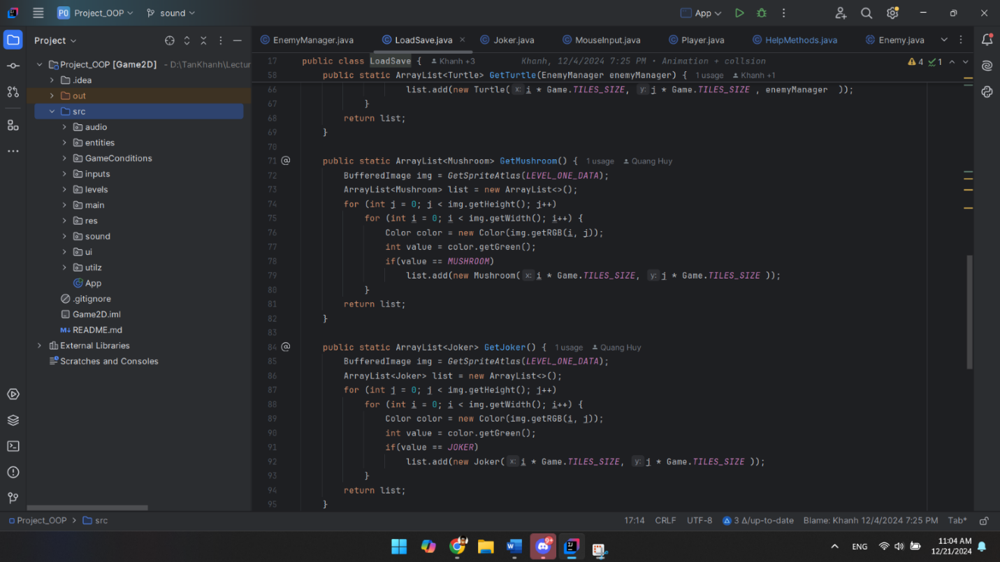 PO Project_OOP sound App
Project
EnemyManager.java LoadSave.java Joker.java MouseInput.java Player.java HelpMethods.java Enemy.java
Project_OOP [Game2D] - D:\TanKhanh\Lectur
.idea
out
src
audio
entities
GameConditions
inputs
levels
main
res
sound
ui
utilz
App
.gitignore
Game2D.iml
M↓ README.md
External Libraries
Scratches and Consoles
17 public class LoadSave { Khanh +3 Khanh, 12/4/2024 7:25 PM • Animation + collsion 4 1
58 public static ArrayList<Turtle> GetTurtle(EnemyManager enemyManager) { 1 usage Khanh +1
66 list.add(new Turtle( x: i * Game.TILES_SIZE, y: j * Game.TILES_SIZE , enemyManager ));
67 }
68 return list;
69 }
70
71 @ public static ArrayList<Mushroom> GetMushroom() { 1 usage Quang Huy
72 BufferedImage img = GetSpriteAtlas(LEVEL_ONE_DATA);
73 ArrayList<Mushroom> list = new ArrayList<>();
74 for (int j = 0; j < img.getHeight(); j++)
75 for (int i = 0; i < img.getWidth(); i++) {
76 Color color = new Color(img.getRGB(i, j));
77 int value = color.getGreen();
78 if(value == MUSHROOM)
79 list.add(new Mushroom( x: i * Game.TILES_SIZE, y: j * Game.TILES_SIZE ));
80 }
81 return list;
82 }
83
84 @ public static ArrayList<Joker> GetJoker() { 1 usage Quang Huy
85 BufferedImage img = GetSpriteAtlas(LEVEL_ONE_DATA);
86 ArrayList<Joker> list = new ArrayList<>();
87 for (int j = 0; j < img.getHeight(); j++)
88 for (int i = 0; i < img.getWidth(); i++) {
89 Color color = new Color(img.getRGB(i, j));
90 int value = color.getGreen();
91 if(value == JOKER)
92 list.add(new Joker( x: i * Game.TILES_SIZE, y: j * Game.TILES_SIZE ));
93 }
94 return list;
95 }
Project_OOP > src 17:14 CRLF UTF-8 3 Δ/up-to-date Blame: Khanh 12/4/2024 7:25 PM Tab*
9+ ENG 11:04 AM
12/21/2024